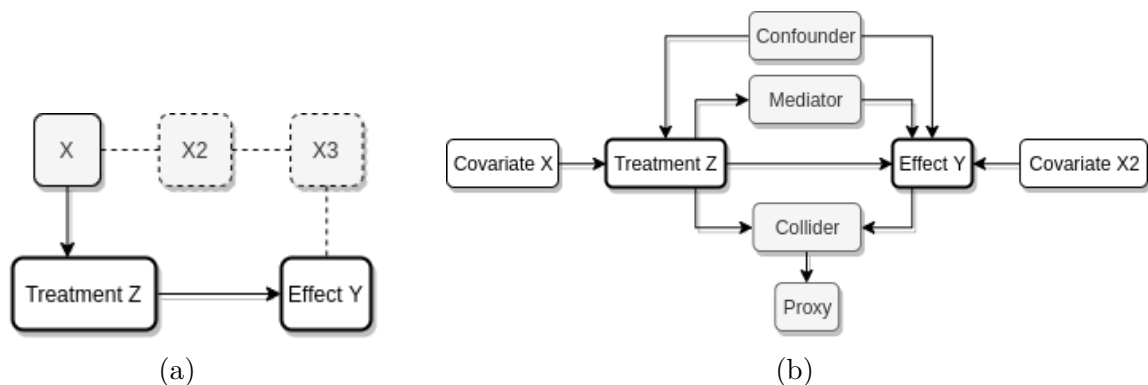 X
X2
X3
Treatment Z
Effect Y
(a)
Confounder
Mediator
Covariate X
Treatment Z
Effect Y
Covariate X2
Collider
Proxy
(b)